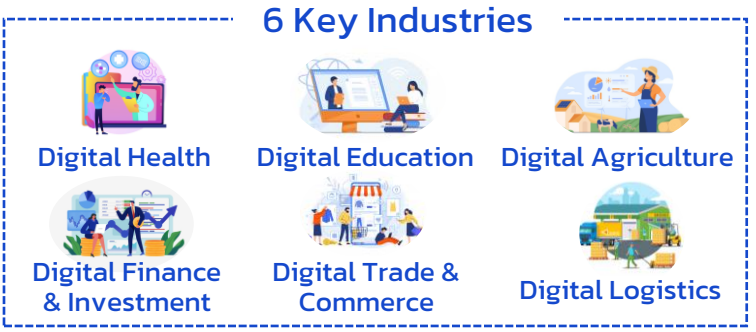 6 Key Industries
Digital Health
Digital Education
Digital Agriculture
Digital Finance
& Investment
Digital Trade &
Commerce
Digital Logistics